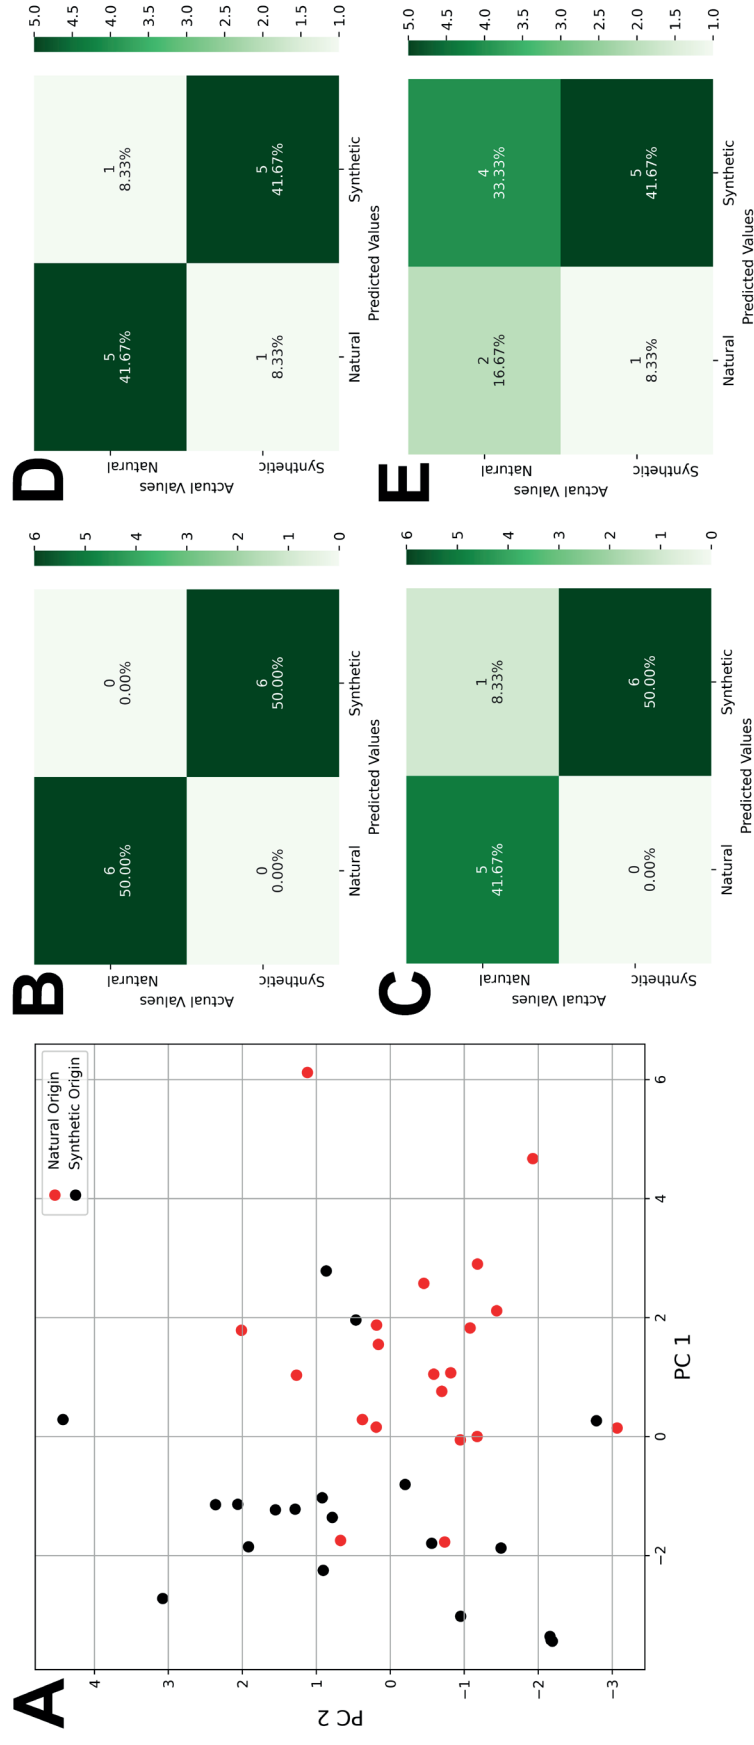 A
Natural Origin
Synthetic Origin
4
3
2
1
0
−1
−2
−3
PC 2
−2
0
2
4
6
PC 1
B
Actual Values
Natural
Synthetic
6
50.00%
0
0.00%
0
0.00%
6
50.00%
Natural
Synthetic
Predicted Values
6
5
4
3
2
1
0
D
Actual Values
Natural
Synthetic
5
41.67%
1
8.33%
1
8.33%
5
41.67%
Natural
Synthetic
Predicted Values
5.0
4.5
4.0
3.5
3.0
2.5
2.0
1.5
1.0
C
Actual Values
Natural
Synthetic
5
41.67%
1
8.33%
0
0.00%
6
50.00%
Natural
Synthetic
Predicted Values
6
5
4
3
2
1
0
E
Actual Values
Natural
Synthetic
2
16.67%
4
33.33%
1
8.33%
5
41.67%
Natural
Synthetic
Predicted Values
5.0
4.5
4.0
3.5
3.0
2.5
2.0
1.5
1.0